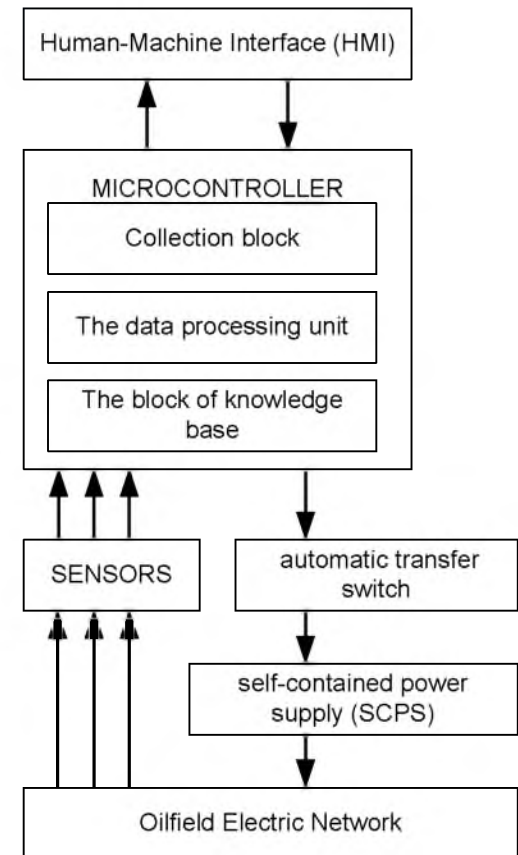 Human-Machine Interface (HMI)
MICROCONTROLLER
Collection block
The data processing unit
The block of knowledge
base
SENSORS
automatic transfer
switch
self-contained power
supply (SCPS)
Oilfield Electric Network